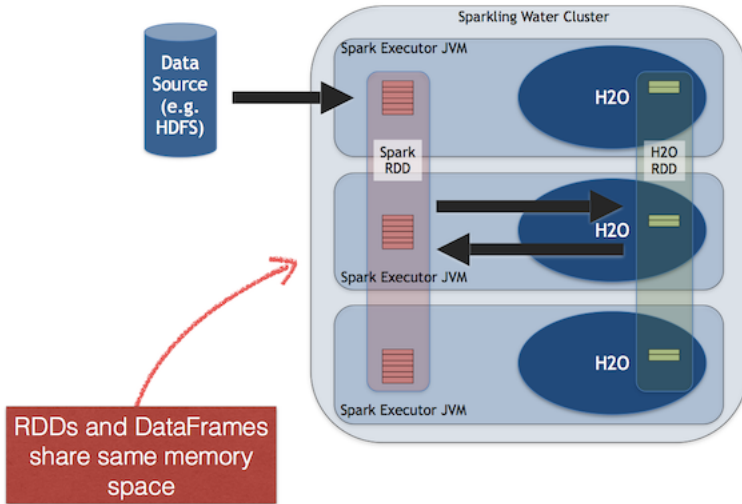 Sparkling Water Cluster
Data
Source
(e.g.
HDFS)
Spark Executor JVM
H2O
Spark
RDD
H2O
RDD
H2O
Spark Executor JVM
H2O
Spark Executor JVM
RDDs and DataFrames
share same memory
space